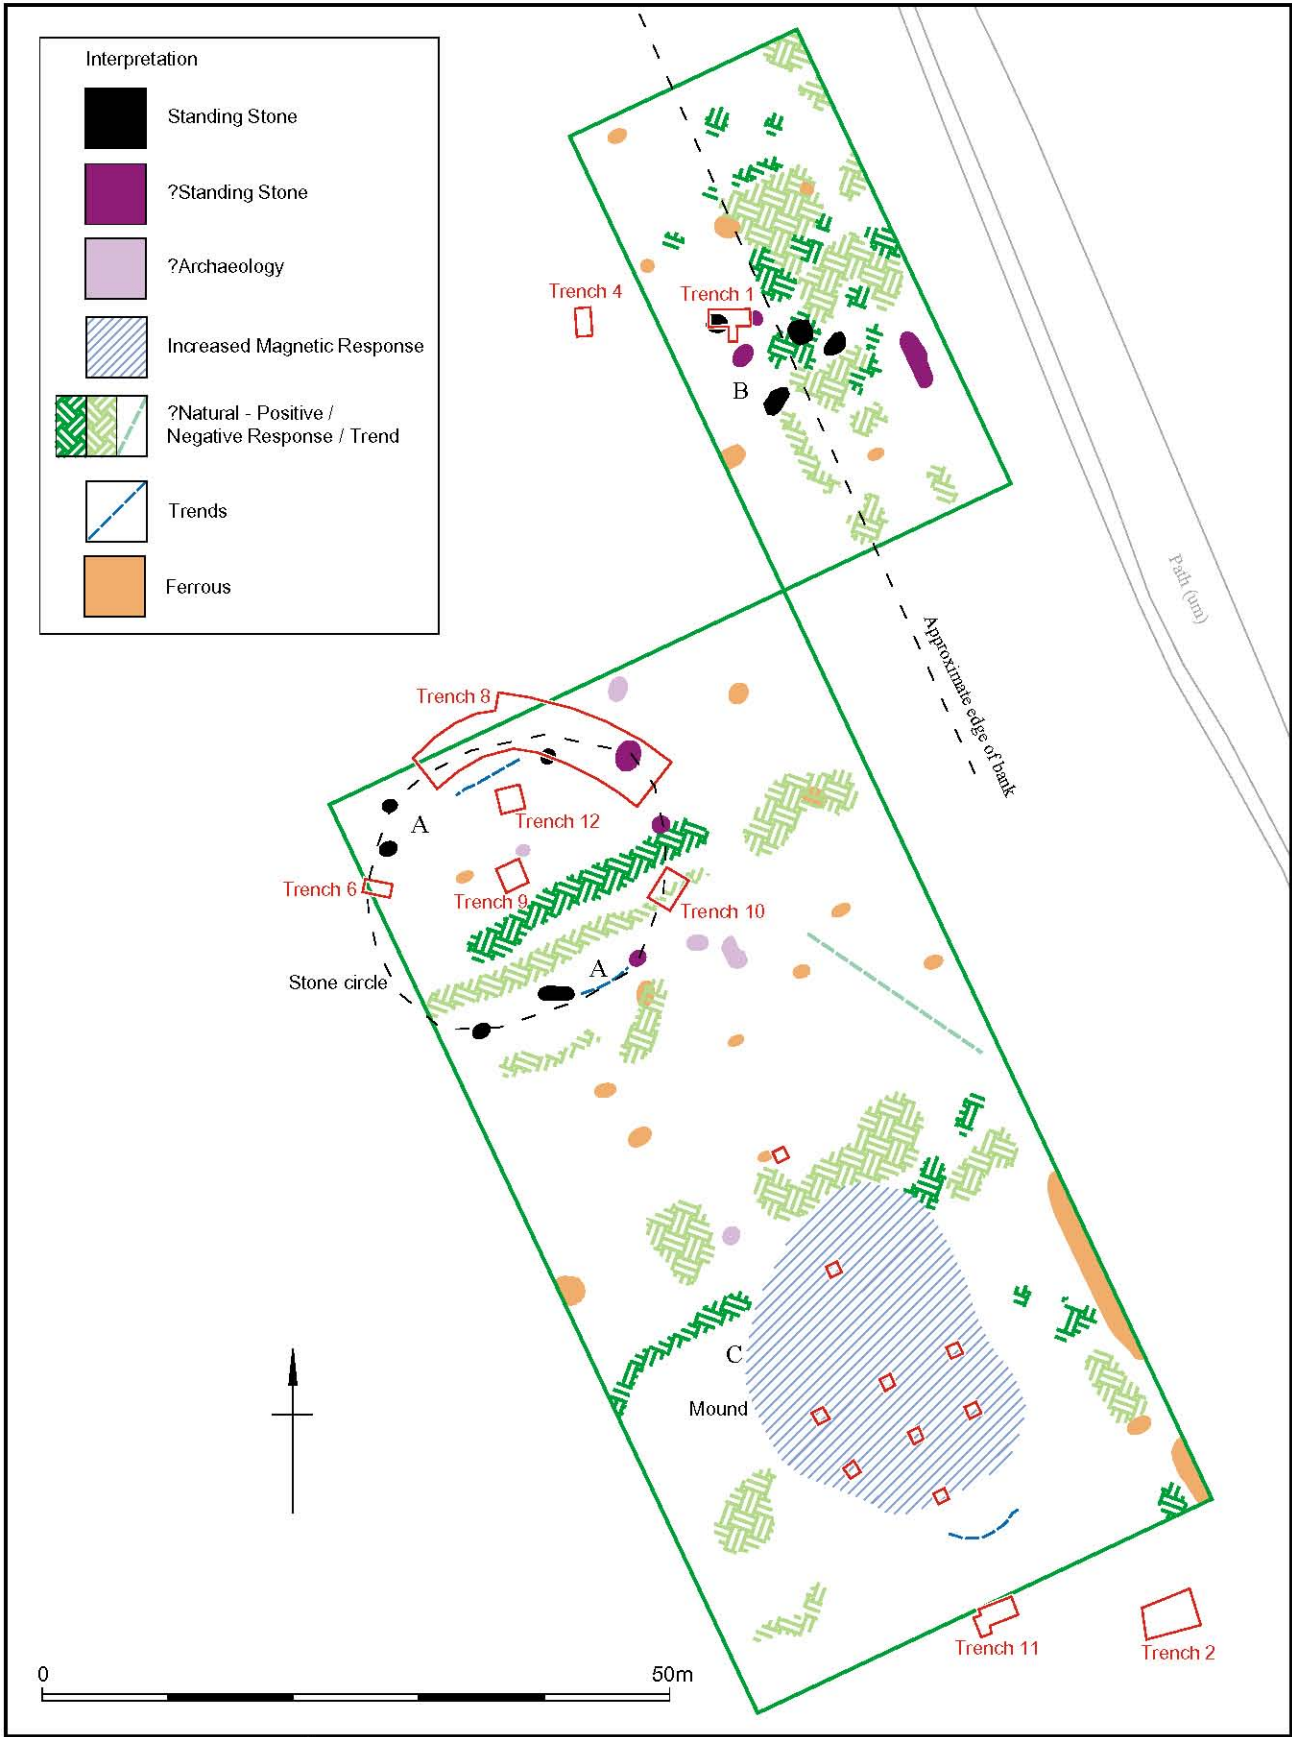 Interpretation
Standing Stone
?Standing Stone
?Archaeology
Increased Magnetic Response
?Natural - Positive /
Negative Response / Trend
Trends
Ferrous
Trench 4
Trench 1
B
Path (um)
Approximate edge of bank
Trench 8
A
Trench 12
Trench 6
Trench 9
Trench 10
A
Stone circle
C
Mound
Trench 11
Trench 2
0
50m